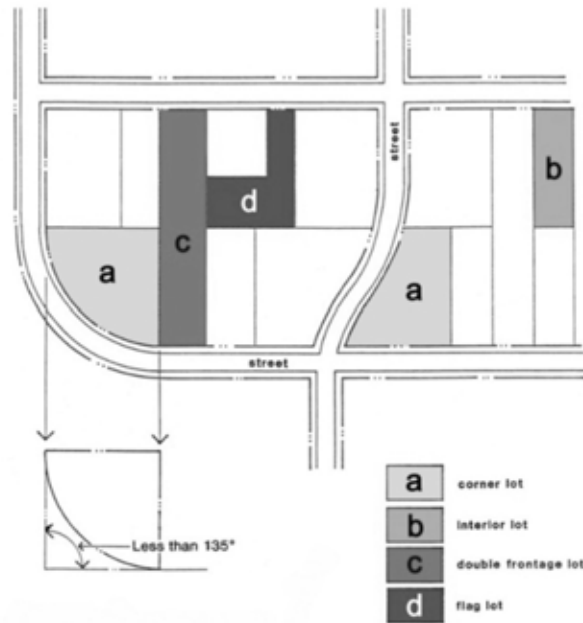 street
b
d
c
a
a
street
Less than 135°
a corner lot
b interior lot
c double frontage lot
d flag lot